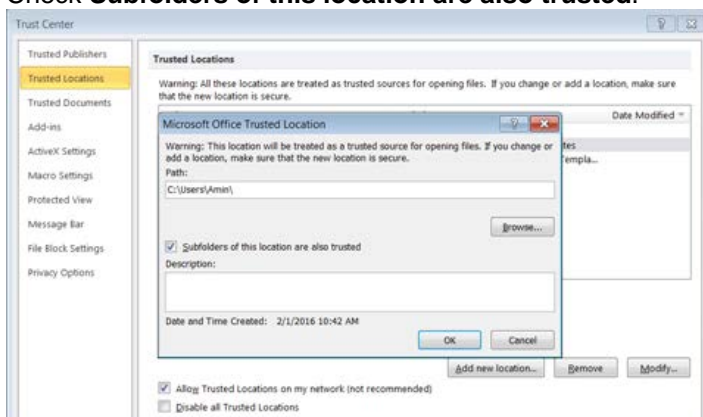 Check Subfolders of this location are also trusted.
Trust Center
Trusted Publishers
Trusted Locations
Trusted Documents
Add-ins
ActiveX Settings
Macro Settings
Protected View
Message Bar
File Block Settings
Privacy Options
Trusted Locations
Warning: All these locations are treated as trusted sources for opening files. If you change or add a location, make sure
that the new location is secure.
Date Modified
tes
Templa...
Microsoft Office Trusted Location
Warning: This location will be treated as a trusted source for opening files. If you change or
add a location, make sure that the new location is secure.
Path:
C:\Users\Amin\
Browse...
Subfolders of this location are also trusted
Description:
Date and Time Created: 2/1/2016 10:42 AM
OK
Cancel
Add new location...
Remove
Modify...
Allow Trusted Locations on my network (not recommended)
Disable all Trusted Locations